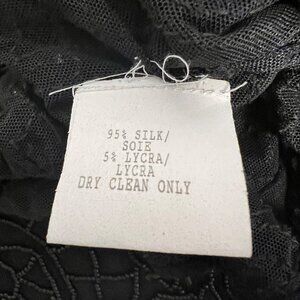 95% SILK/
SOIE
5% LYCRA/
LYCRA
DRY CLEAN ONLY